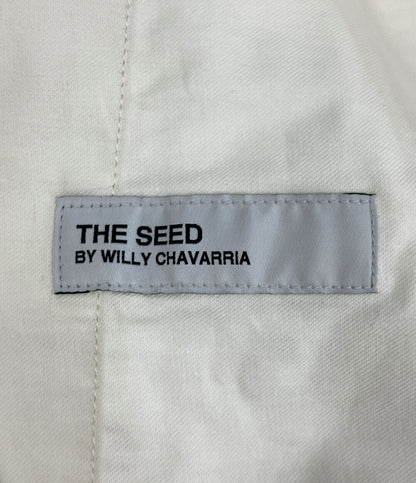 THE SEED
BY WILLY CHAVARRIA